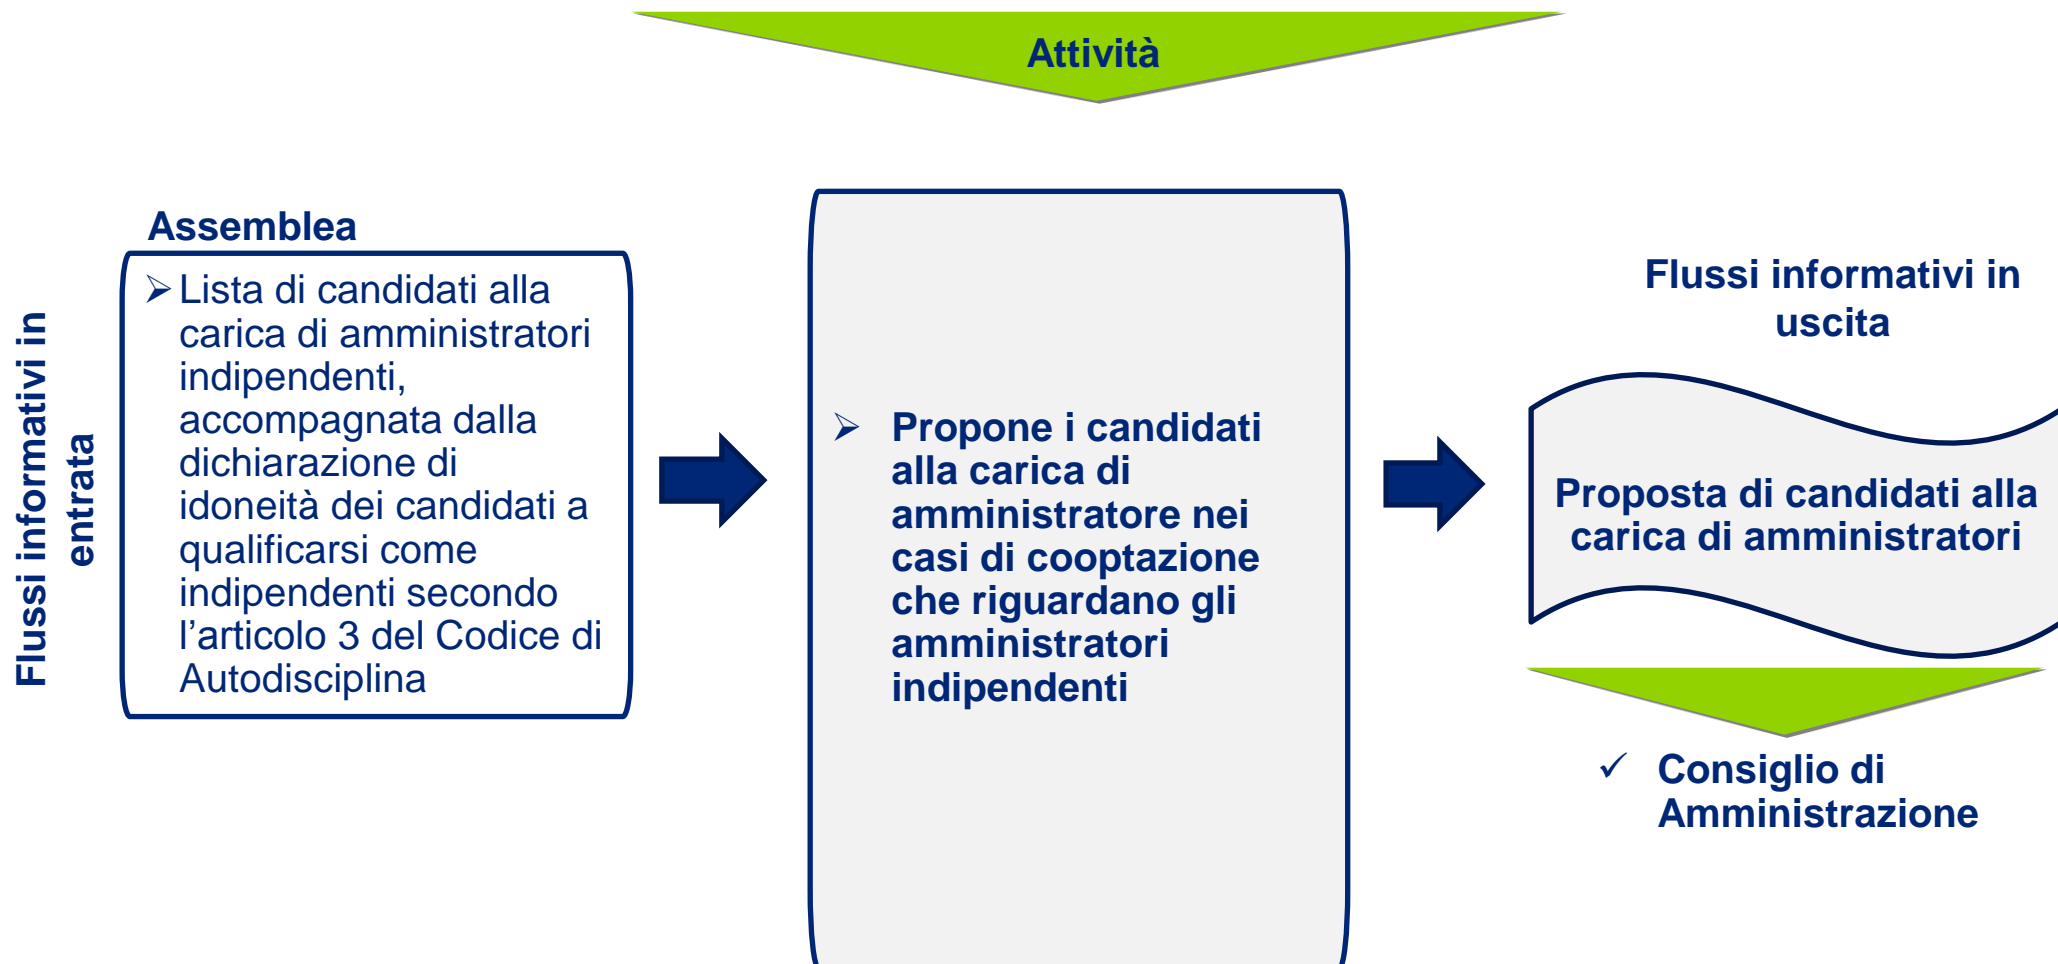 Attività
Flussi informativi in
entrata
Assemblea
➢ Lista di candidati alla
carica di amministratori
indipendenti,
accompagnata dalla
dichiarazione di
idoneità dei candidati a
qualificarsi come
indipendenti secondo
l’articolo 3 del Codice di
Autodisciplina
➢ Propone i candidati
alla carica di
amministratore nei
casi di cooptazione
che riguardano gli
amministratori
indipendenti
Flussi informativi in
uscita
Proposta di candidati alla
carica di amministratori
✓ Consiglio di
Amministrazione